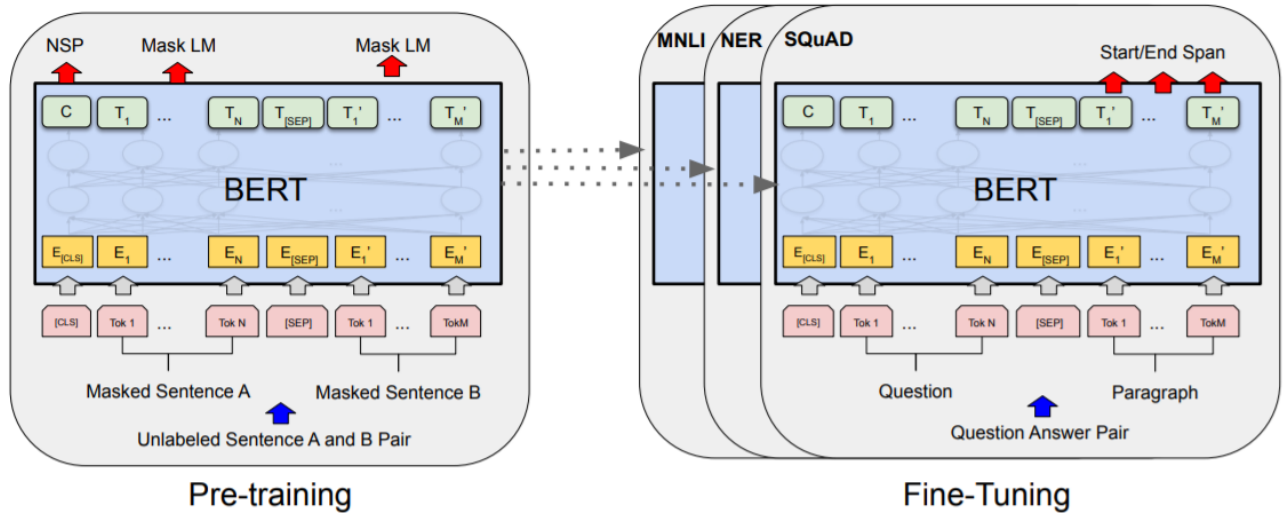 NSP Mask LM Mask LM
C T1 ... TN T[SEP] T1' ... TM'
...
BERT
...
E[CLS] E1 ... EN E[SEP] E1' ... EM'
[CLS] Tok 1 ... Tok N [SEP] Tok 1 ... TokM
Masked Sentence A Masked Sentence B
Unlabeled Sentence A and B Pair
Pre-training
MNLI NER SQuAD
Start/End Span
C T1 ... TN T[SEP] T1' ... TM'
...
BERT
...
E[CLS] E1 ... EN E[SEP] E1' ... EM'
[CLS] Tok 1 ... Tok N [SEP] Tok 1 ... TokM
Question Paragraph
Question Answer Pair
Fine-Tuning